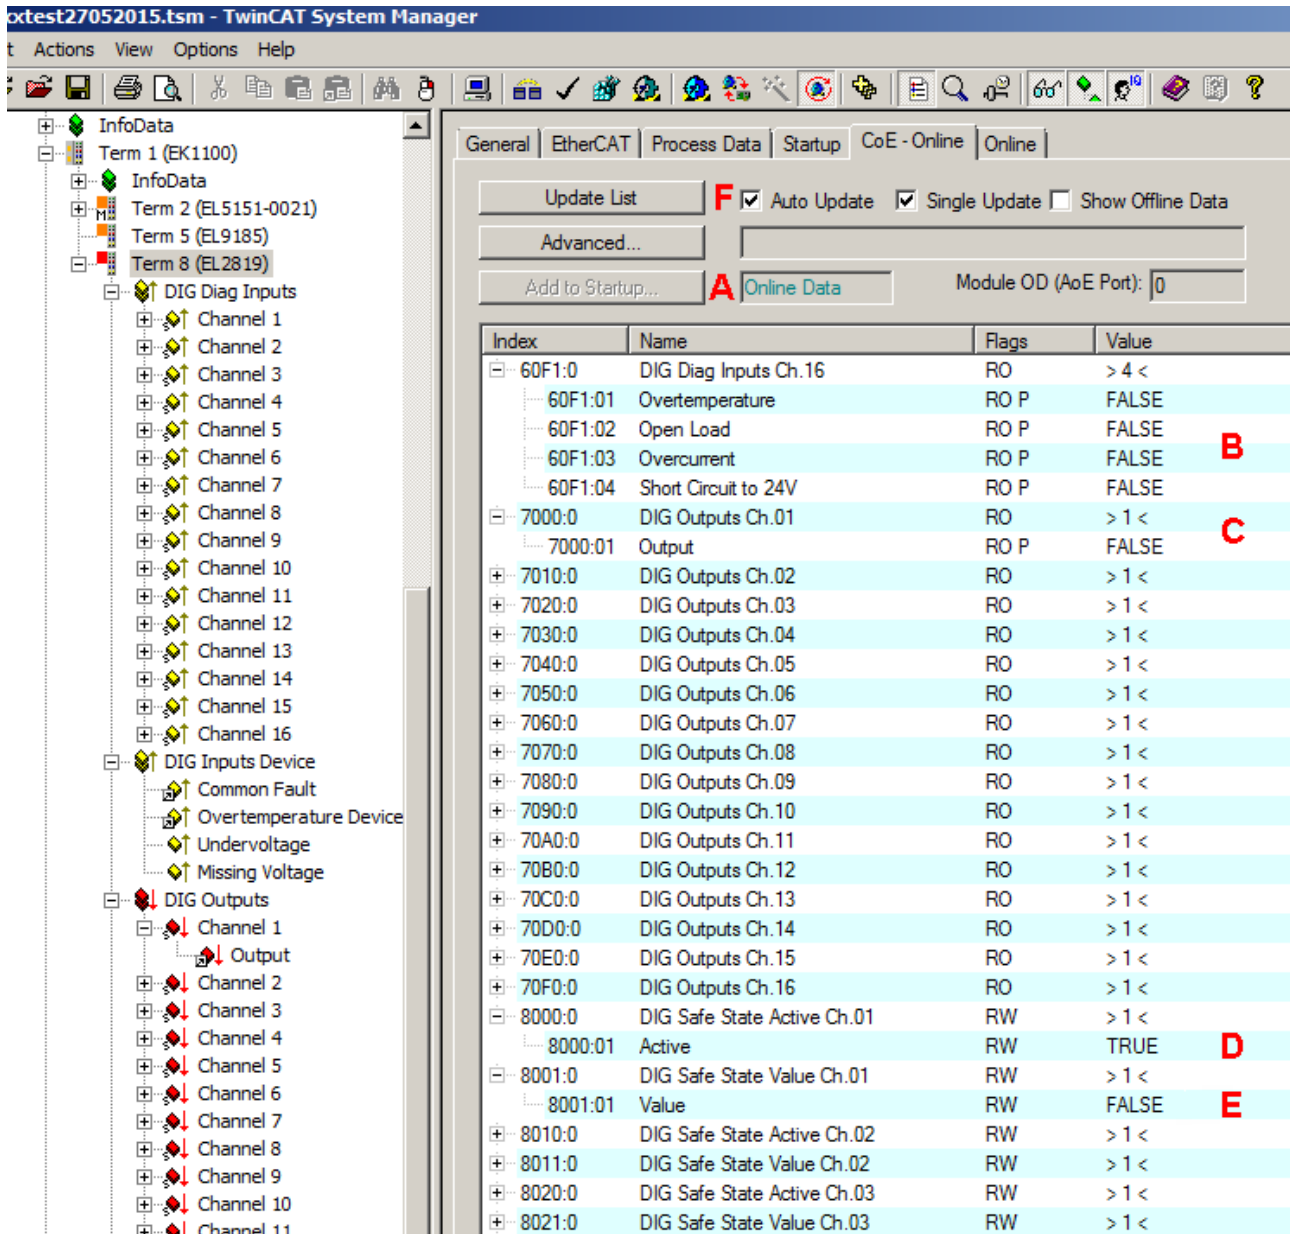 xxtest27052015.tsm - TwinCAT System Manager
t Actions View Options Help
InfoData
Term 1 (EK1100)
InfoData
Term 2 (EL5151-0021)
Term 5 (EL9185)
Term 8 (EL2819)
DIG Diag Inputs
Channel 1
Channel 2
Channel 3
Channel 4
Channel 5
Channel 6
Channel 7
Channel 8
Channel 9
Channel 10
Channel 11
Channel 12
Channel 13
Channel 14
Channel 15
Channel 16
DIG Inputs Device
Common Fault
Overtemperature Device
Undervoltage
Missing Voltage
DIG Outputs
Channel 1
Output
Channel 2
Channel 3
Channel 4
Channel 5
Channel 6
Channel 7
Channel 8
Channel 9
Channel 10
Channel 11
General EtherCAT Process Data Startup CoE - Online Online
Update List F Auto Update Single Update Show Offline Data
Advanced...
Add to Startup... A Online Data Module OD (AoE Port): 0
Index Name Flags Value
60F1:0 DIG Diag Inputs Ch.16 RO > 4 <
60F1:01 Overtemperature RO P FALSE
60F1:02 Open Load RO P FALSE
B
60F1:03 Overcurrent RO P FALSE
60F1:04 Short Circuit to 24V RO P FALSE
7000:0 DIG Outputs Ch.01 RO > 1 <
C
7000:01 Output RO P FALSE
7010:0 DIG Outputs Ch.02 RO > 1 <
7020:0 DIG Outputs Ch.03 RO > 1 <
7030:0 DIG Outputs Ch.04 RO > 1 <
7040:0 DIG Outputs Ch.05 RO > 1 <
7050:0 DIG Outputs Ch.06 RO > 1 <
7060:0 DIG Outputs Ch.07 RO > 1 <
7070:0 DIG Outputs Ch.08 RO > 1 <
7080:0 DIG Outputs Ch.09 RO > 1 <
7090:0 DIG Outputs Ch.10 RO > 1 <
70A0:0 DIG Outputs Ch.11 RO > 1 <
70B0:0 DIG Outputs Ch.12 RO > 1 <
70C0:0 DIG Outputs Ch.13 RO > 1 <
70D0:0 DIG Outputs Ch.14 RO > 1 <
70E0:0 DIG Outputs Ch.15 RO > 1 <
70F0:0 DIG Outputs Ch.16 RO > 1 <
8000:0 DIG Safe State Active Ch.01 RW > 1 <
8000:01 Active RW TRUE D
8001:0 DIG Safe State Value Ch.01 RW > 1 <
8001:01 Value RW FALSE E
8010:0 DIG Safe State Active Ch.02 RW > 1 <
8011:0 DIG Safe State Value Ch.02 RW > 1 <
8020:0 DIG Safe State Active Ch.03 RW > 1 <
8021:0 DIG Safe State Value Ch.03 RW > 1 <